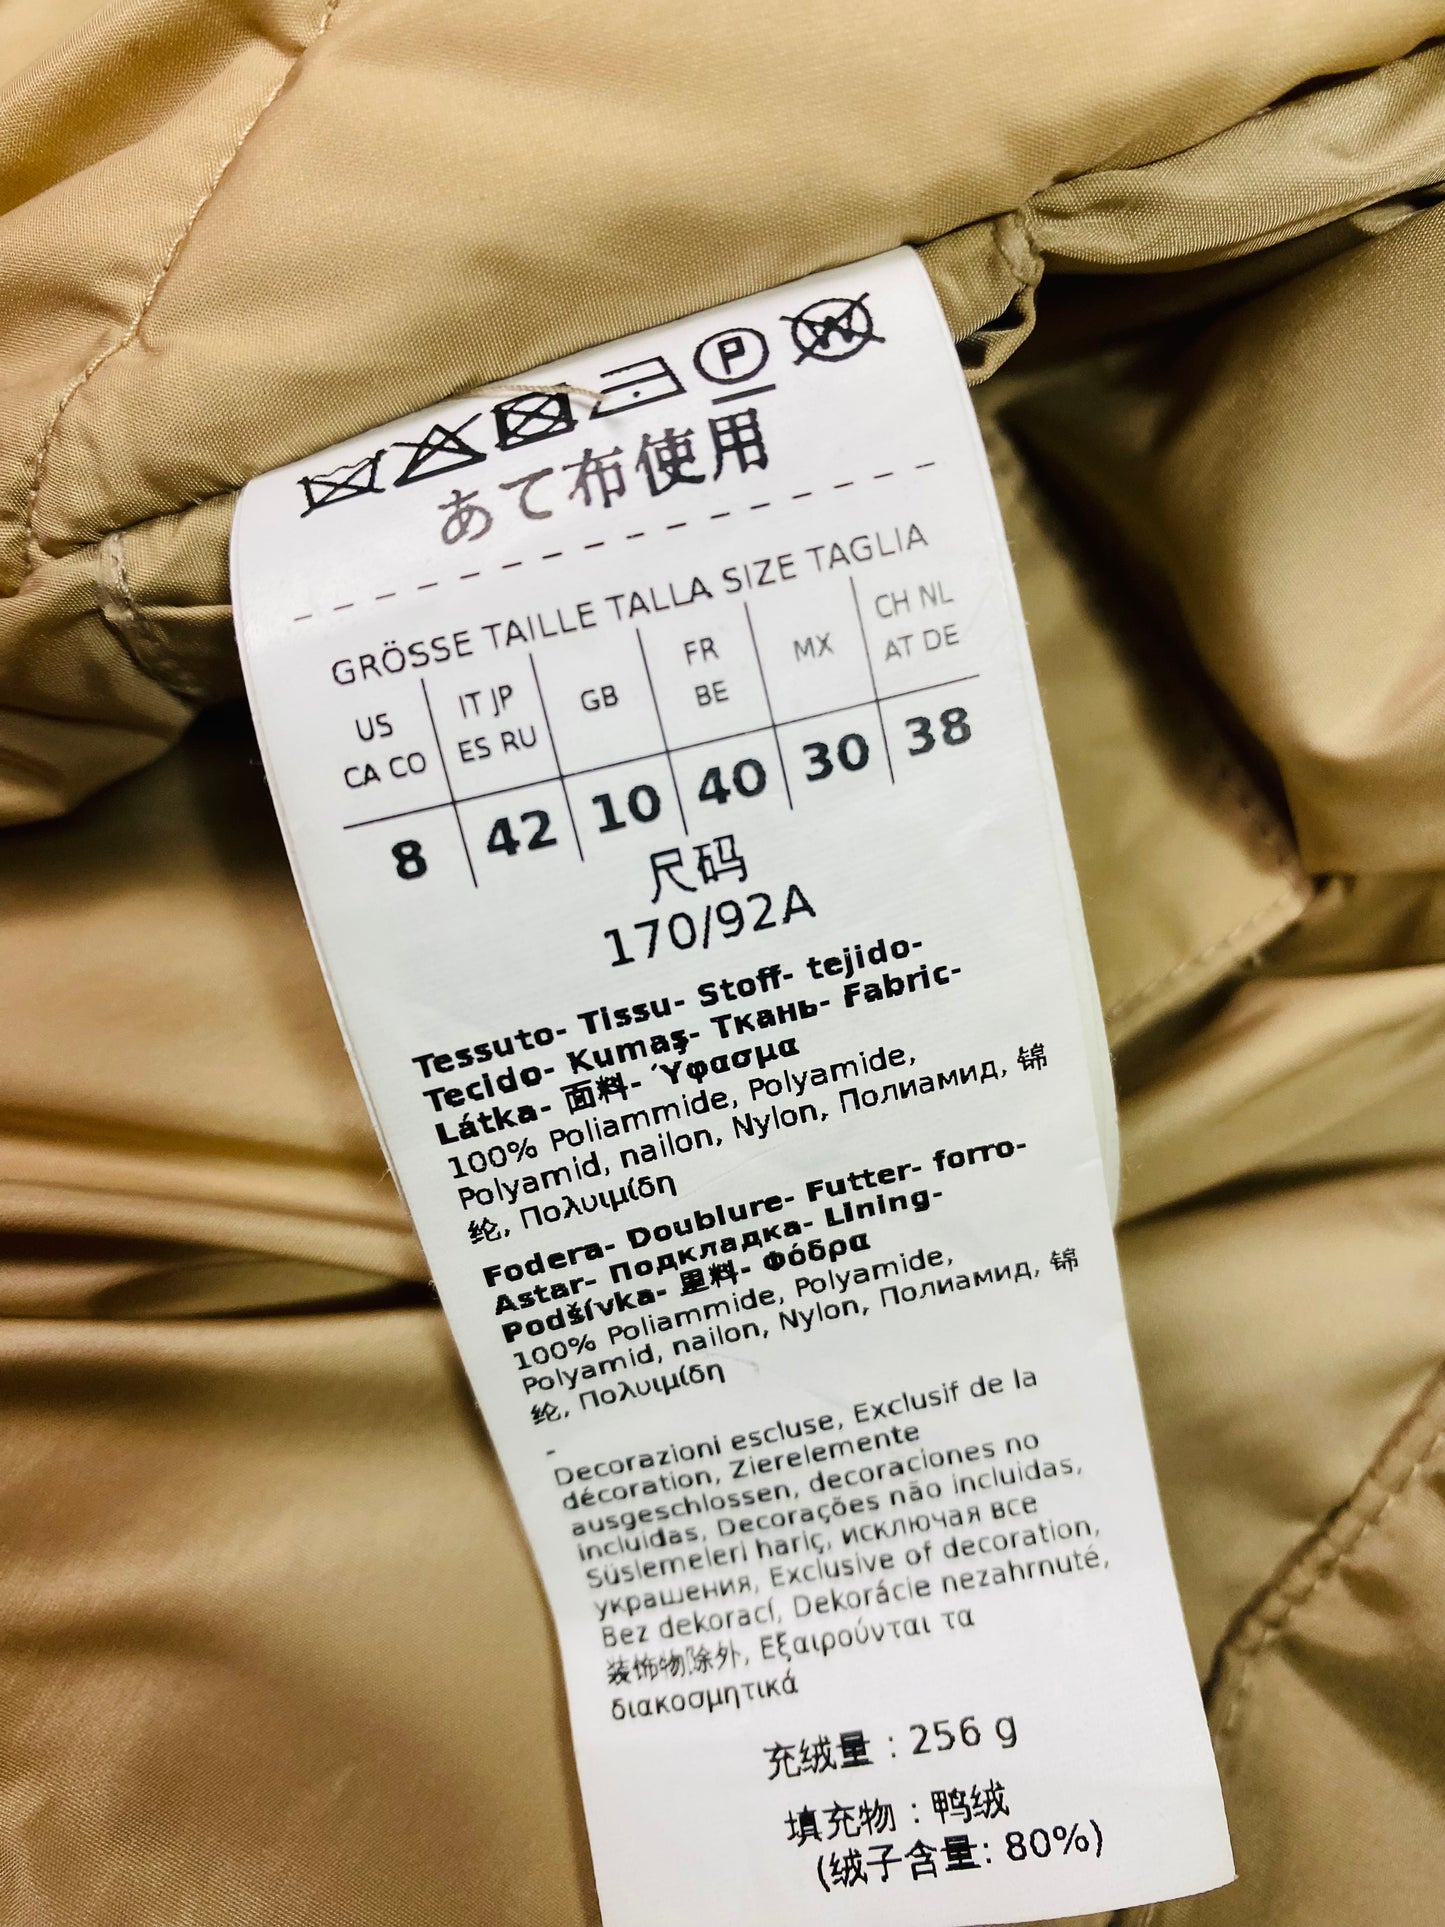 P W
あて布使用
GRÖSSE TAILLE TALLA SIZE TAGLIA
US CA CO | IT JP ES RU | GB | FR BE | MX | CH NL AT DE
8 | 42 | 10 | 40 | 30 | 38
尺码
170/92A
Tessuto- Tissu- Stoff- tejido-
Tecido- Kumaş- Ткань- Fabric-
Látka- 面料- Ύφασμα
100% Poliammide, Polyamide,
Polyamid, nailon, Nylon, Полиамид, 锦
纶, Πολυιμίδη
Fodera- Doublure- Futter- forro-
Astar- Подкладка- Lining-
Podšívka- 里料- Φόδρα
100% Poliammide, Polyamide,
Polyamid, nailon, Nylon, Полиамид, 锦
纶, Πολυιμίδη
-
Decorazioni escluse, Exclusif de la
décoration, Zierelemente
ausgeschlossen, decoraciones no
incluidas, Decorações não incluidas,
Süslemeleri hariç, исключая все
украшения, Exclusive of decoration,
Bez dekorací, Dekorácie nezahrnuté,
装饰物除外, Εξαιρούνται τα
διακοσμητικά
充绒量 : 256 g
填充物 : 鸭绒
(绒子含量: 80%)